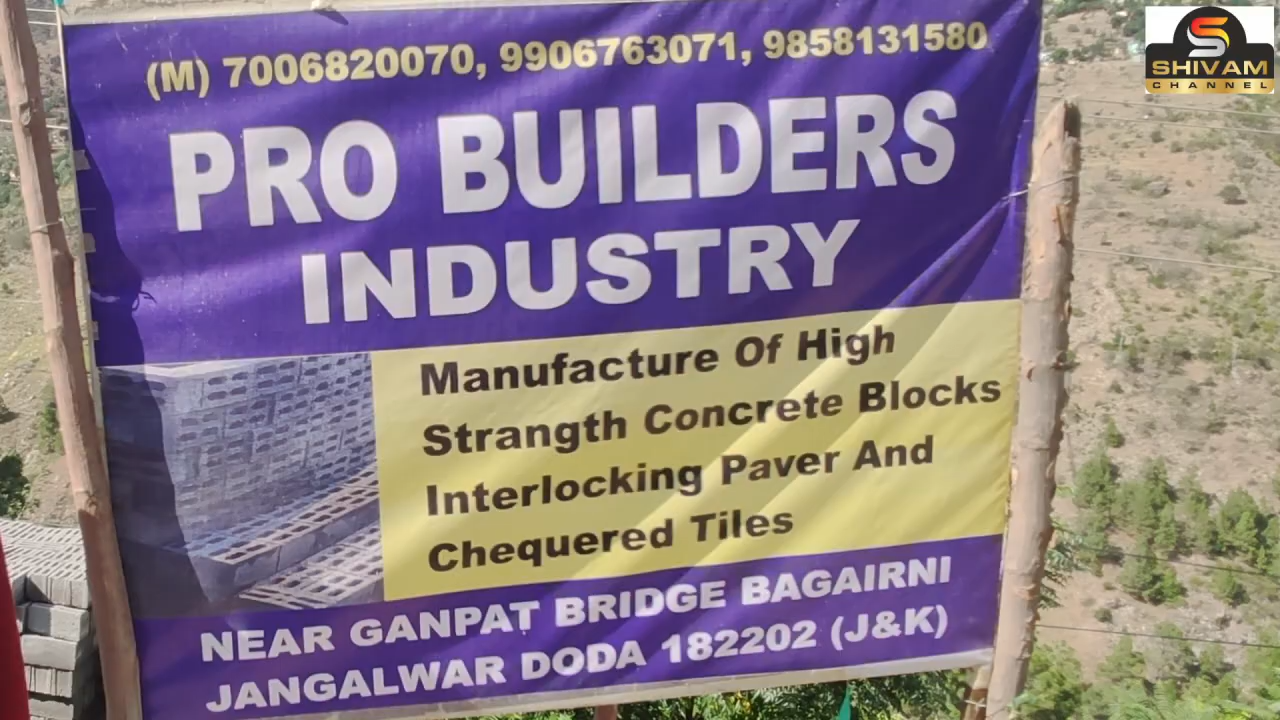 (M) 7006820070, 9906763071, 9858131580
PRO BUILDERS
INDUSTRY
Manufacture Of High
Strangth Concrete Blocks
Interlocking Paver And
Chequered Tiles
NEAR GANPAT BRIDGE BAGAIRNI
JANGALWAR DODA 182202 (J&K)
S
SHIVAM
CHANNEL